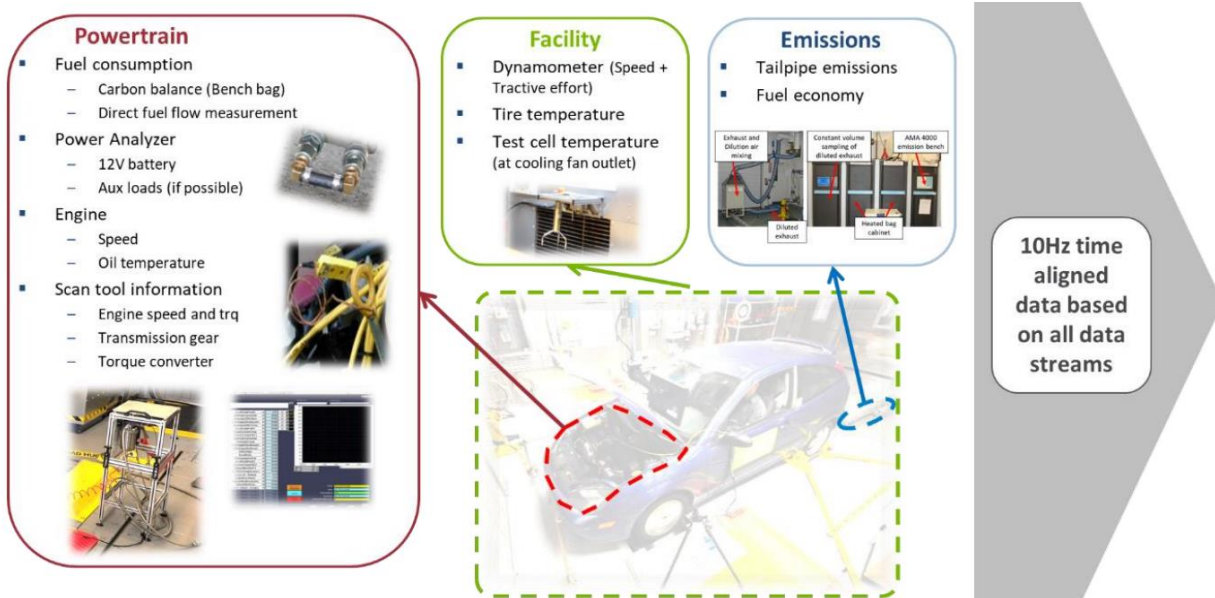 Powertrain
▪ Fuel consumption
– Carbon balance (Bench bag)
– Direct fuel flow measurement
▪ Power Analyzer
– 12V battery
– Aux loads (if possible)
▪ Engine
– Speed
– Oil temperature
▪ Scan tool information
– Engine speed and trq
– Transmission gear
– Torque converter
Facility
▪ Dynamometer (Speed +
Tractive effort)
▪ Tire temperature
▪ Test cell temperature
(at cooling fan outlet)
Emissions
▪ Tailpipe emissions
▪ Fuel economy
Exhaust and
Dilution air
mixing
Constant volume
sampling of
diluted exhaust
AMA 4000
emission bench
Diluted
exhaust
Heated bag
cabinet
10Hz time
aligned
data based
on all data
streams